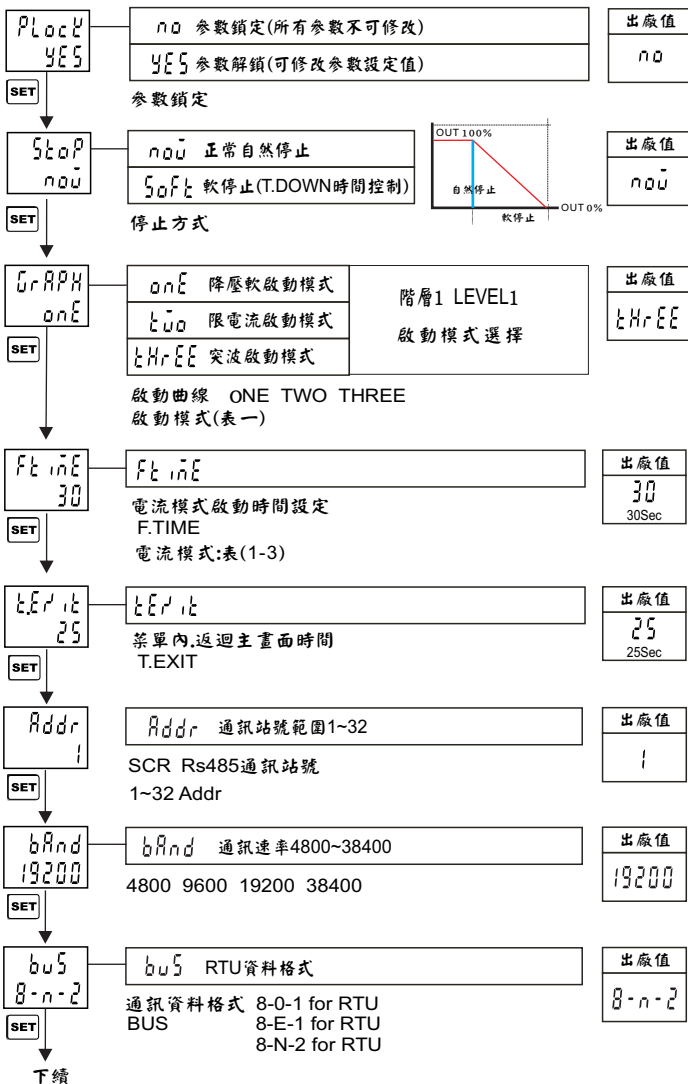 PLocK
YES
no 參數鎖定(所有參數不可修改)
YES 參數解鎖(可修改參數設定值)
出廠值
no
SET
參數鎖定
StoP
noW
noW 正常自然停止
SoFt 軟停止(T.DOWN時間控制)
OUT 100%
自然停止
軟停止
OUT 0%
出廠值
noW
SET
停止方式
GrAPH
onE
onE 降壓軟啟動模式
tWo 限電流啟動模式
tHrEE 突波啟動模式
階層1 LEVEL1
啟動模式選擇
出廠值
tHrEE
SET
啟動曲線 ONE TWO THREE
啟動模式(表一)
FtimE
30
FtimE
出廠值
30
30Sec
SET
電流模式啟動時間設定
F.TIME
電流模式:表(1-3)
t.Exit
25
tExit
出廠值
25
25Sec
SET
菜單內.返迴主畫面時間
T.EXIT
Addr
1
Addr 通訊站號範圍1~32
出廠值
1
SET
SCR Rs485通訊站號
1~32 Addr
bAnd
19200
bAnd 通訊速率4800~38400
出廠值
19200
SET
4800 9600 19200 38400
buS
8-n-2
buS RTU資料格式
出廠值
8-n-2
SET
通訊資料格式 8-0-1 for RTU
BUS 8-E-1 for RTU
8-N-2 for RTU
下續